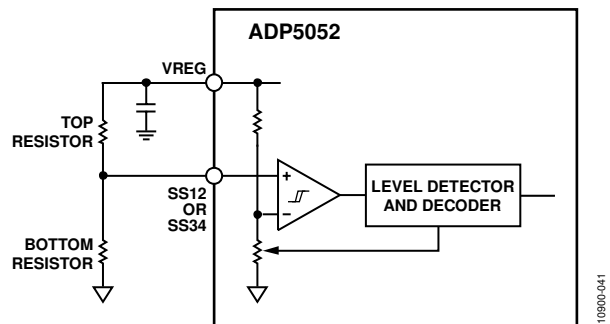 ADP5052
VREG
TOP
RESISTOR
SS12
OR
SS34
+
−
LEVEL DETECTOR
AND DECODER
BOTTOM
RESISTOR
10900-041